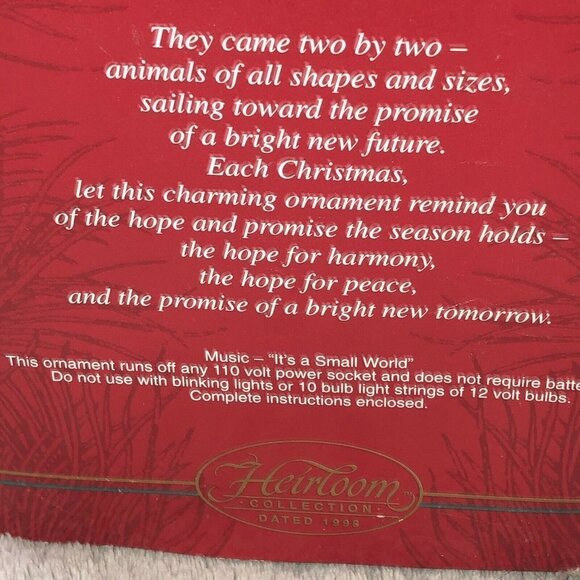 They came two by two –
animals of all shapes and sizes,
sailing toward the promise
of a bright new future.
Each Christmas,
let this charming ornament remind you
of the hope and promise the season holds –
the hope for harmony,
the hope for peace,
and the promise of a bright new tomorrow.
Music – "It's a Small World"
This ornament runs off any 110 volt power socket and does not require batte
Do not use with blinking lights or 10 bulb light strings of 12 volt bulbs.
Complete instructions enclosed.
Heirloom™
· COLLECTION ·
DATED 1998